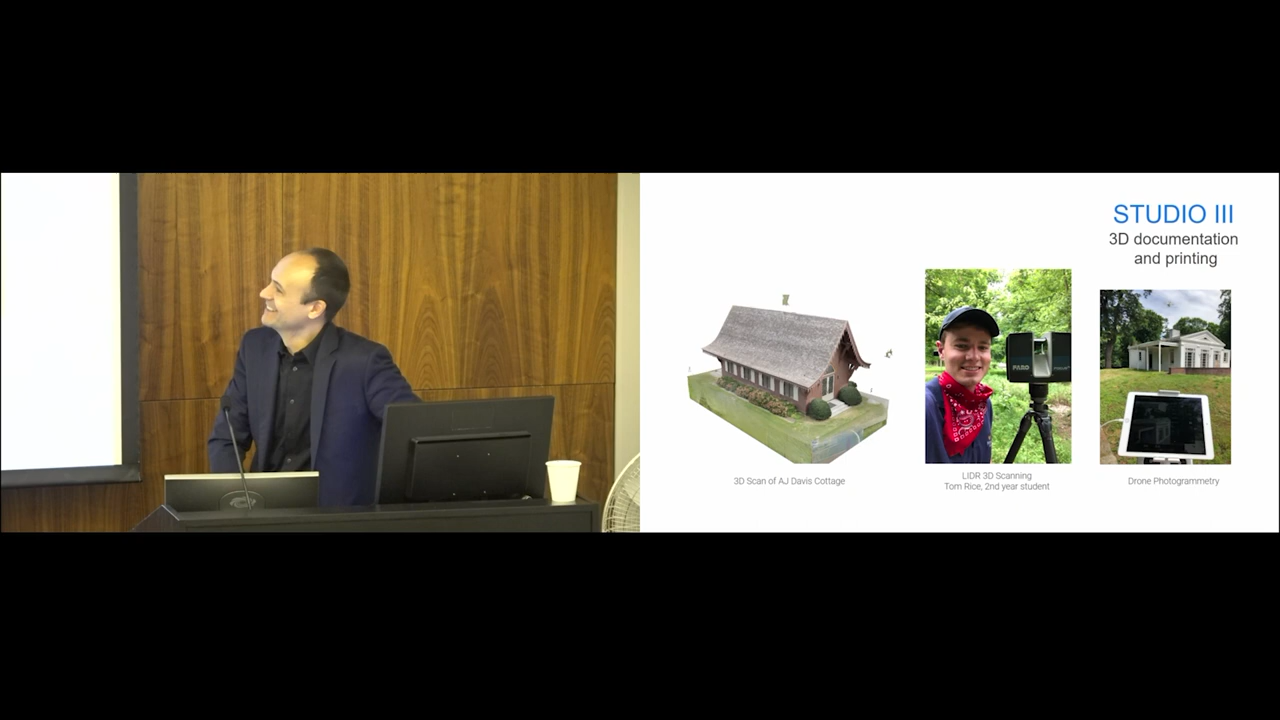 STUDIO III
3D documentation
and printing
FARO
3D Scan of AJ Davis Cottage
LIDR 3D Scanning
Tom Rice, 2nd year student
Drone Photogrammetry